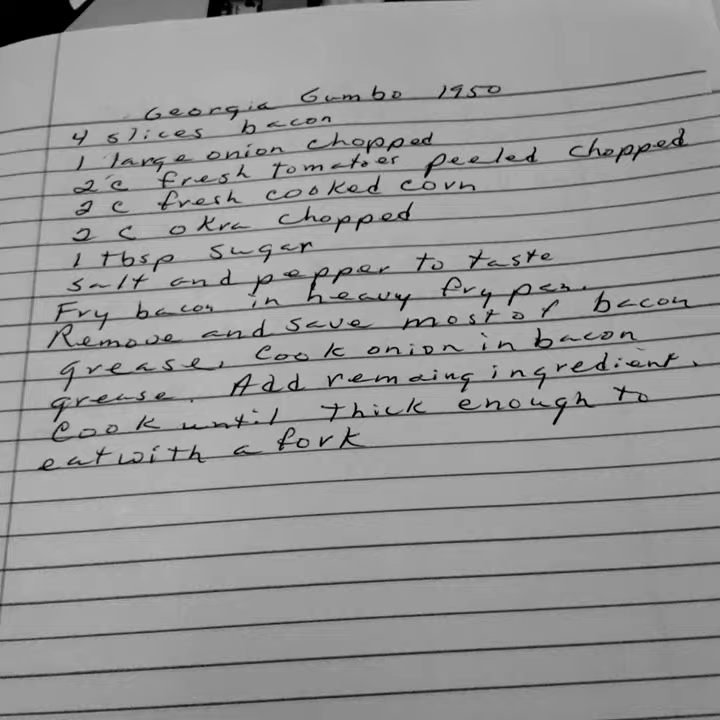 Georgia Gumbo 1950
4 slices bacon
1 large onion chopped
2 c fresh tomatoes peeled chopped
2 c fresh cooked corn
2 c okra chopped
1 tbsp sugar
salt and pepper to taste
Fry bacon in heavy fry pan.
Remove and save most of bacon
grease. Cook onion in bacon
grease. Add remaing ingredient.
Cook until thick enough to
eat with a fork